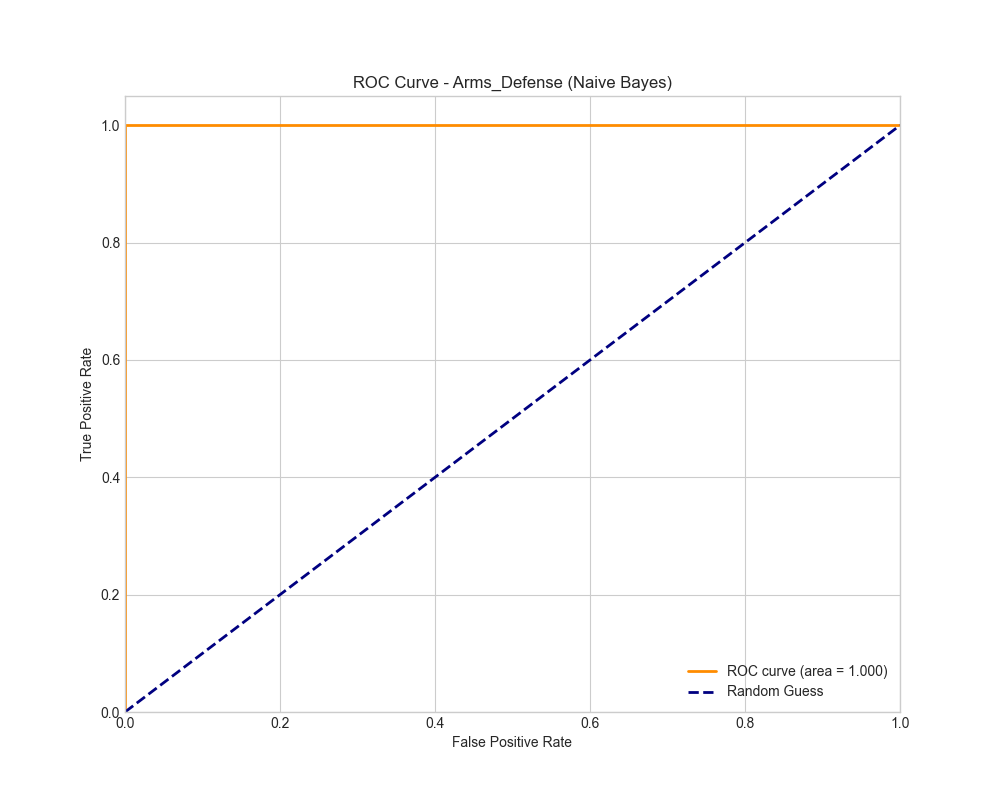 ROC Curve - Arms_Defense (Naive Bayes)
1.0
0.8
0.6
0.4
0.2
0.0
True Positive Rate
ROC curve (area = 1.000)
Random Guess
0.0 0.2 0.4 0.6 0.8 1.0
False Positive Rate